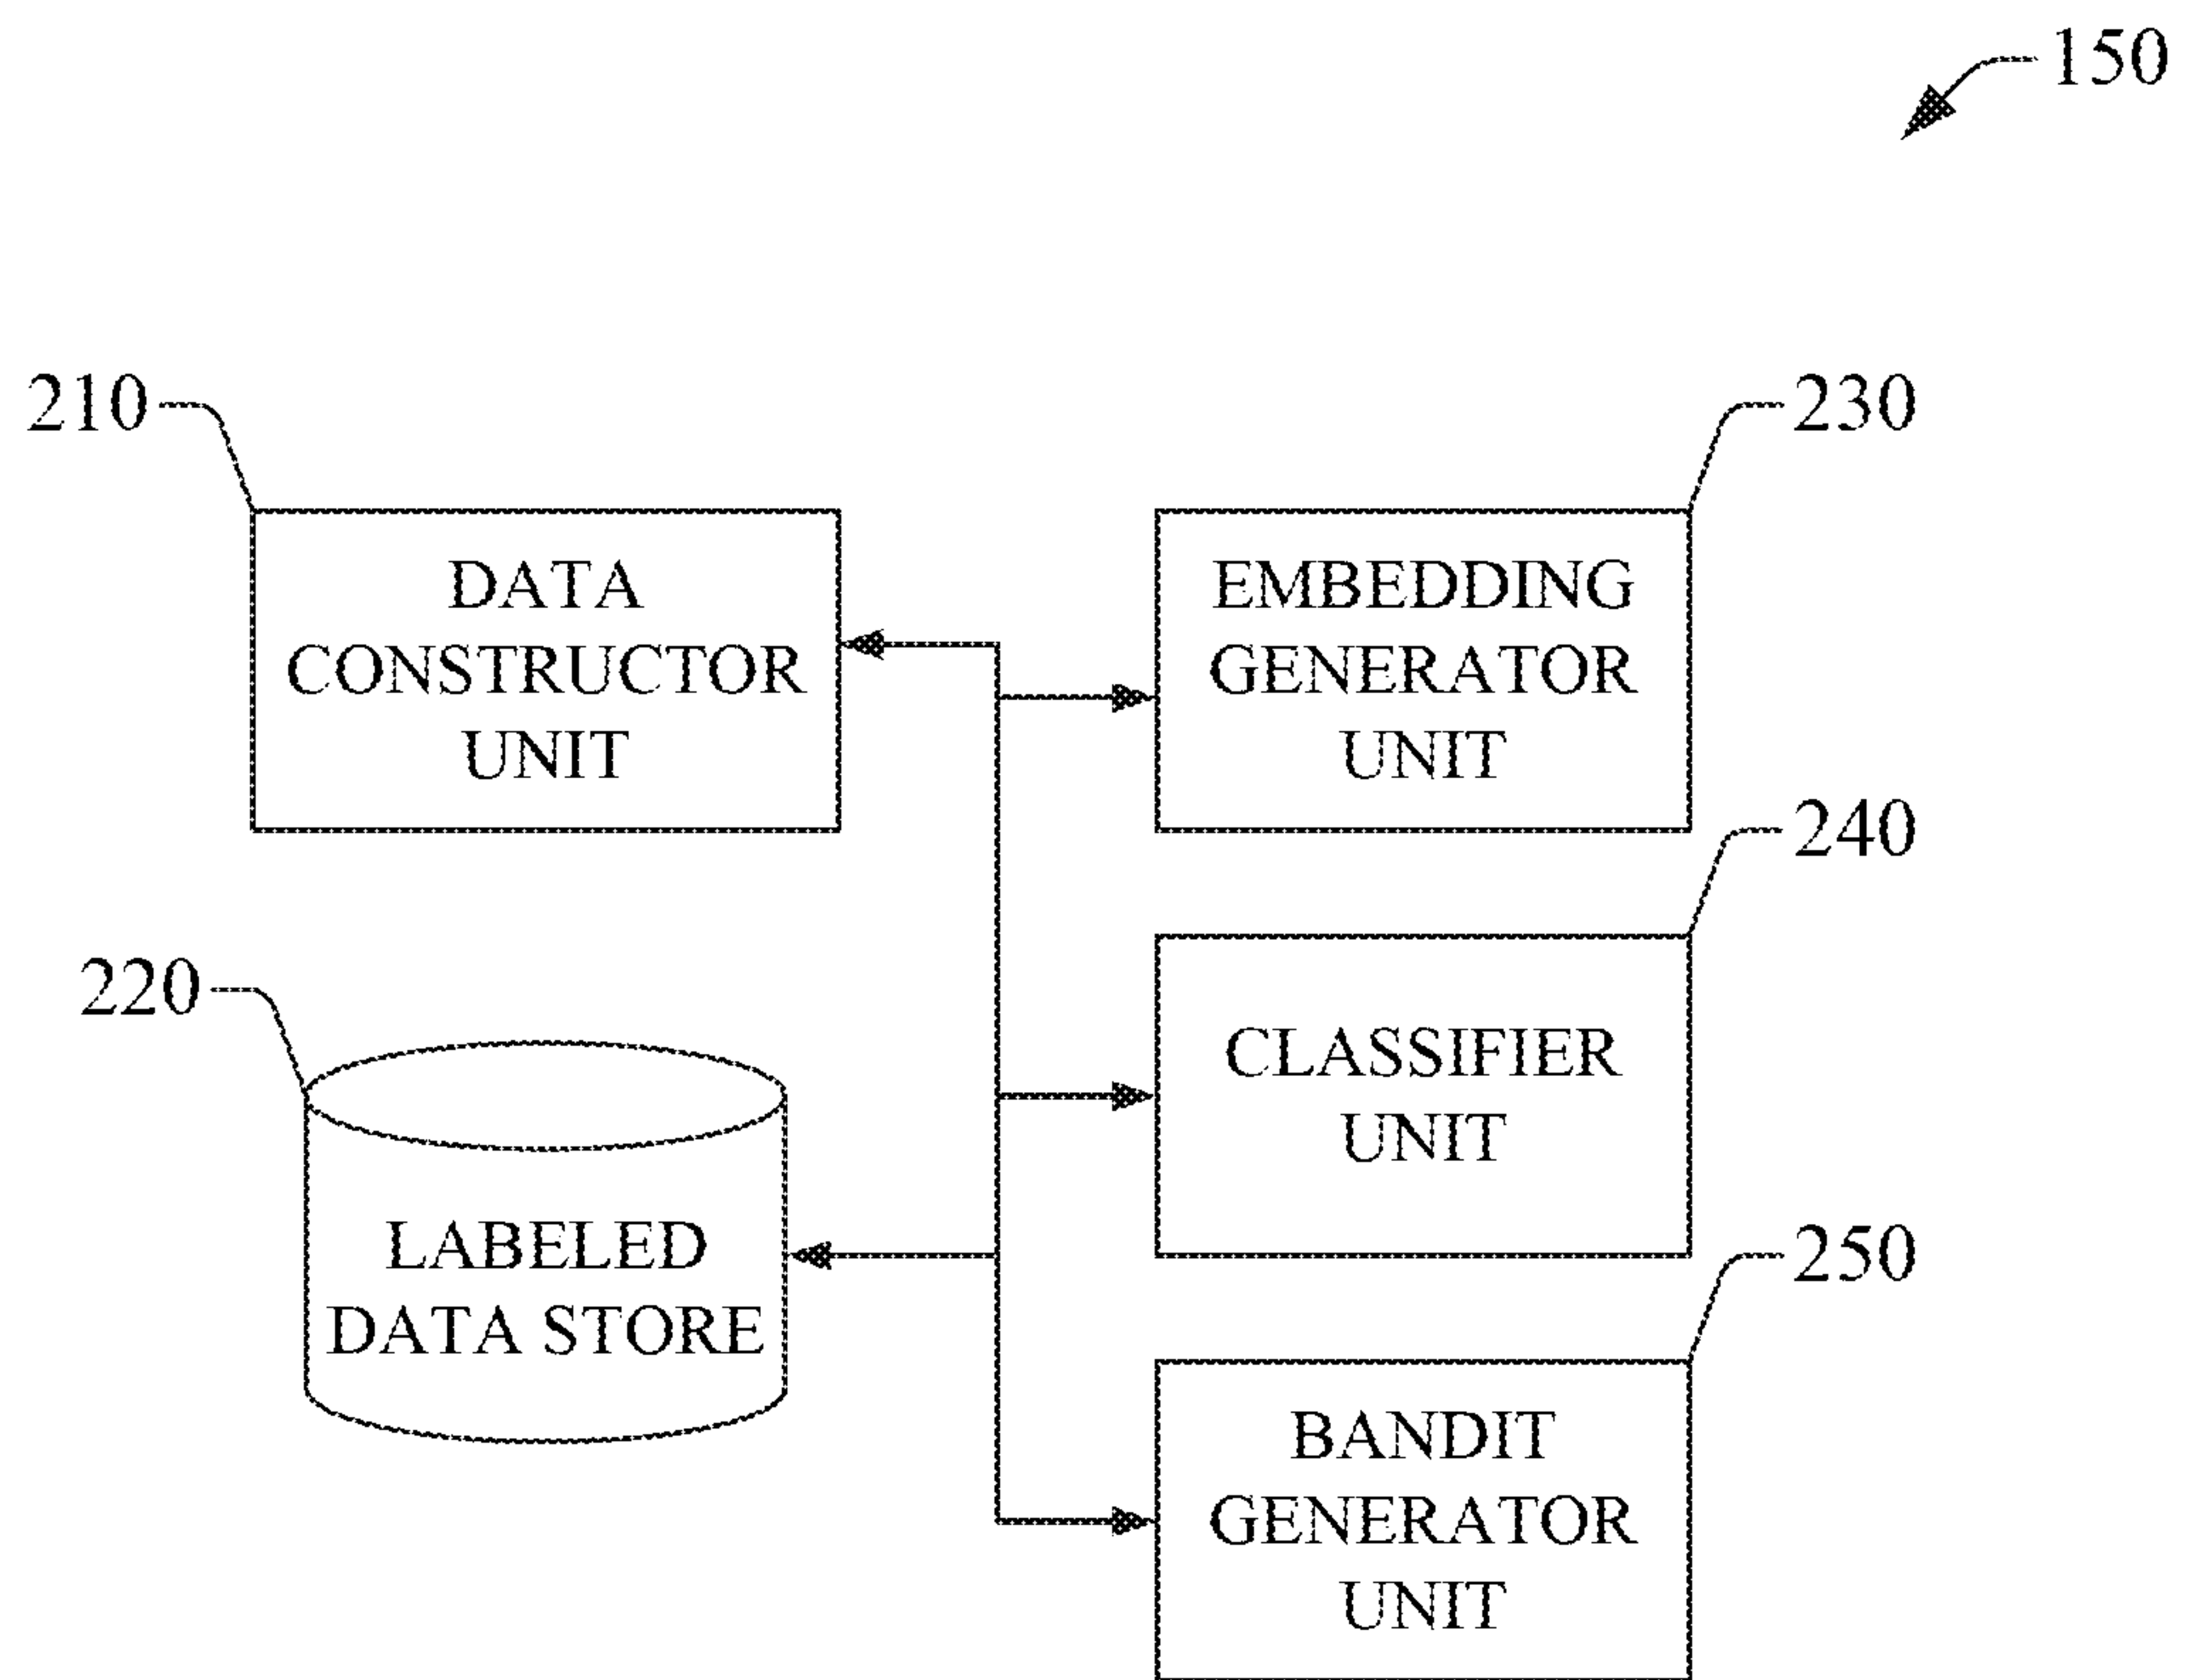 150
210
DATA
CONSTRUCTOR
UNIT
230
EMBEDDING
GENERATOR
UNIT
220
LABELED
DATA STORE
240
CLASSIFIER
UNIT
250
BANDIT
GENERATOR
UNIT